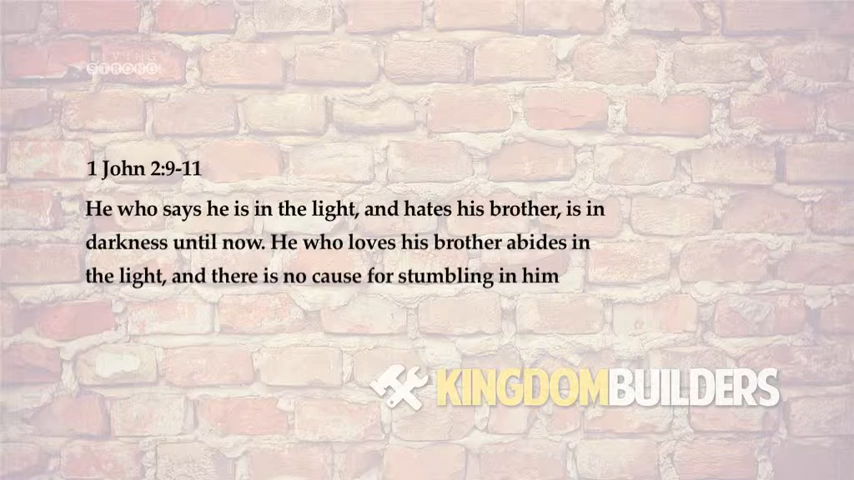 STRONG
1 John 2:9-11
He who says he is in the light, and hates his brother, is in
darkness until now. He who loves his brother abides in
the light, and there is no cause for stumbling in him
KINGDOMBUILDERS